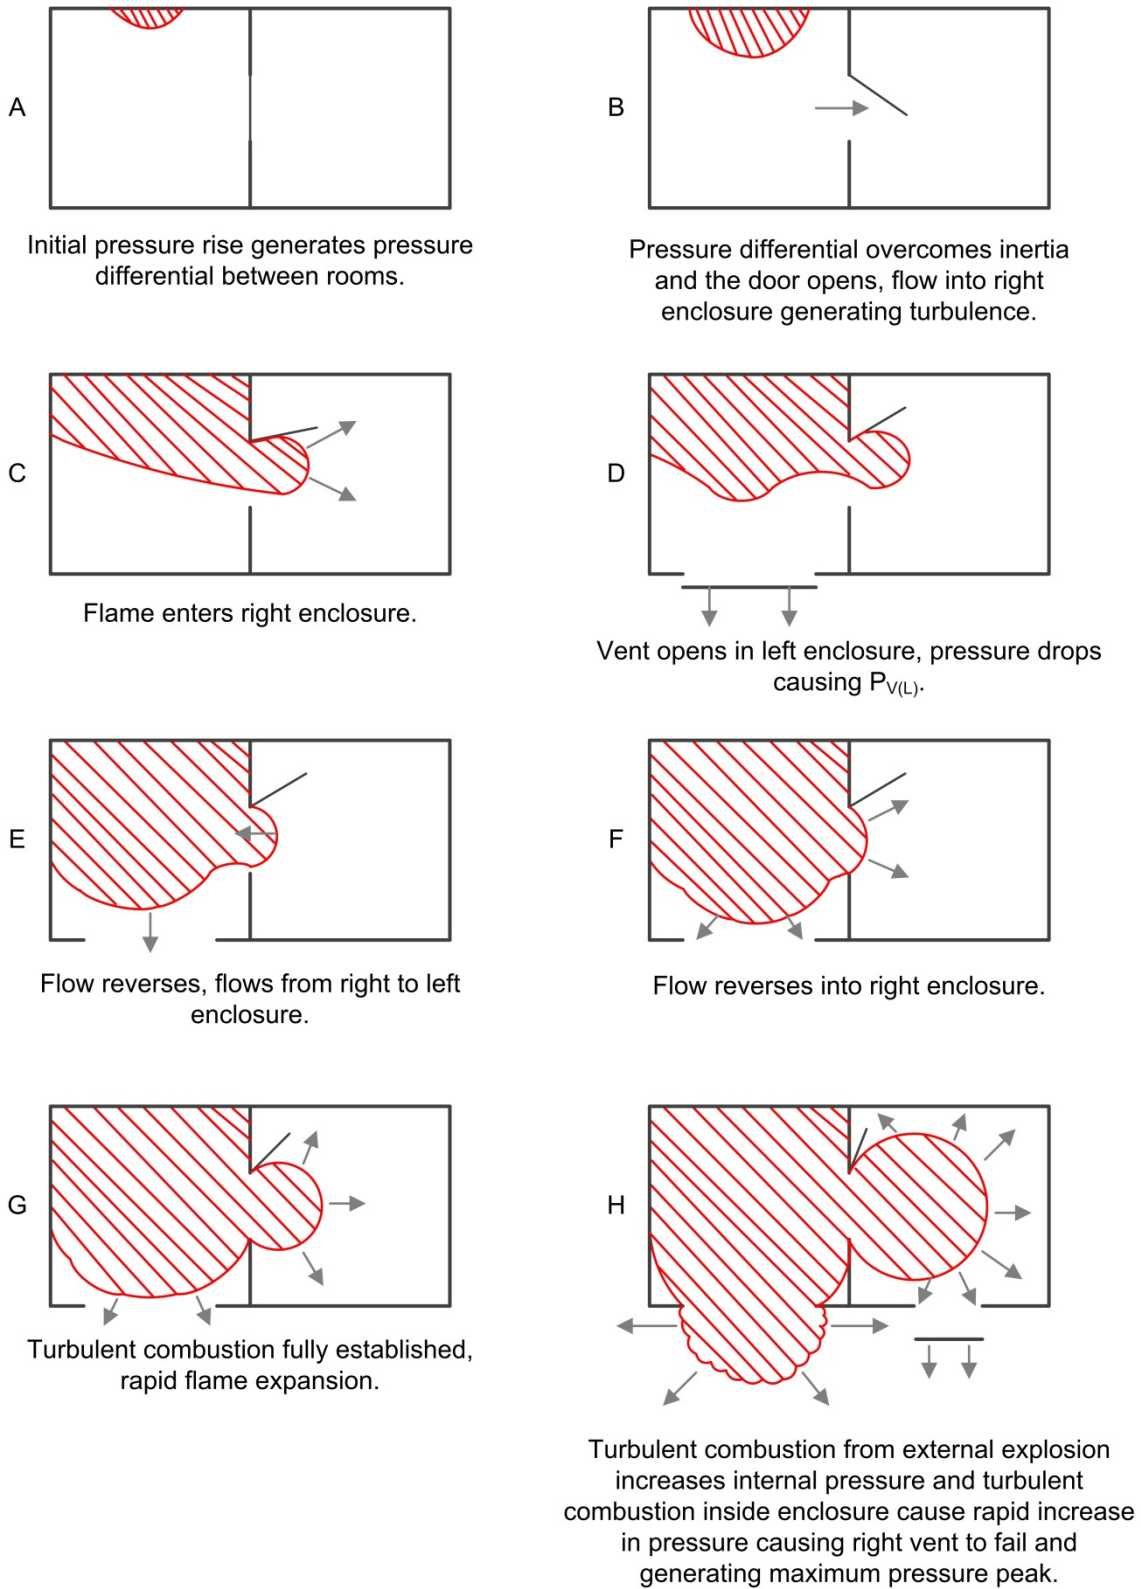 A
Initial pressure rise generates pressure
differential between rooms.
B
Pressure differential overcomes inertia
and the door opens, flow into right
enclosure generating turbulence.
C
Flame enters right enclosure.
D
Vent opens in left enclosure, pressure drops
causing PV(L).
E
Flow reverses, flows from right to left
enclosure.
F
Flow reverses into right enclosure.
G
Turbulent combustion fully established,
rapid flame expansion.
H
Turbulent combustion from external explosion
increases internal pressure and turbulent
combustion inside enclosure cause rapid increase
in pressure causing right vent to fail and
generating maximum pressure peak.